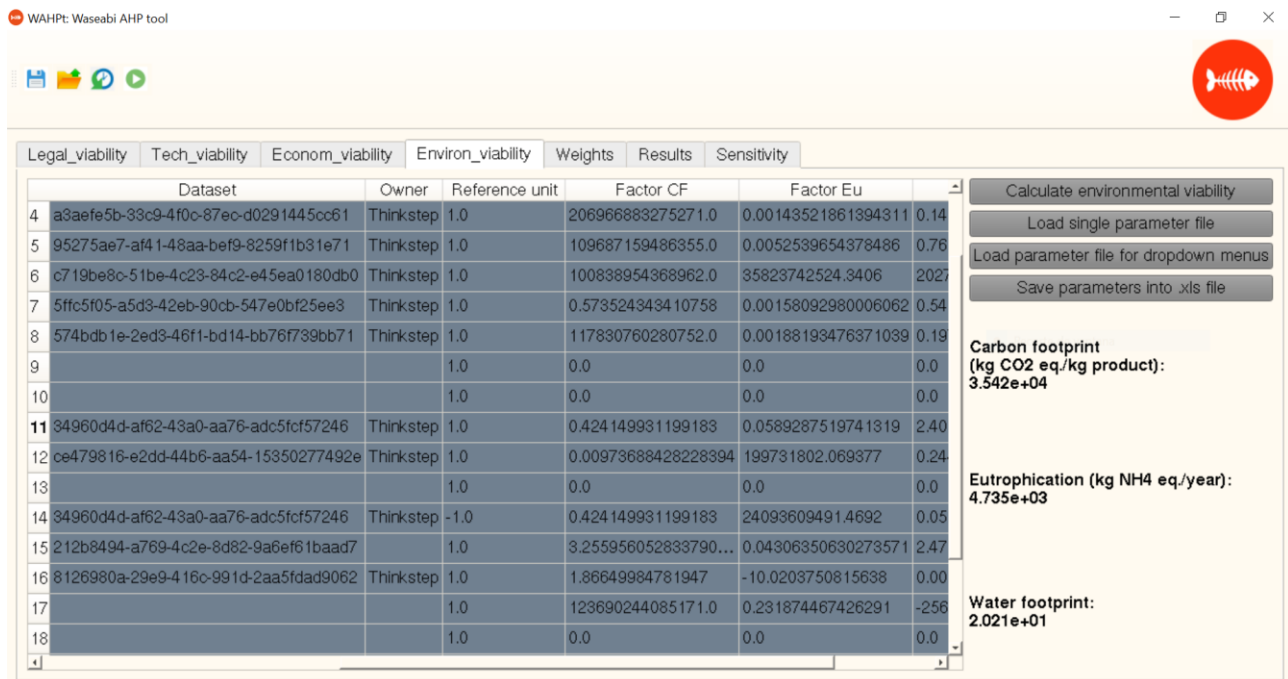 WAHPt: Waseabi AHP tool
Legal_viability Tech_viability Econom_viability Environ_viability Weights Results Sensitivity
Dataset Owner Reference unit Factor CF Factor Eu
4 a3aefe5b-33c9-4f0c-87ec-d0291445cc61 Thinkstep 1.0 206966883275271.0 0.00143521861394311 0.14
5 95275ae7-af41-48aa-bef9-8259f1b31e71 Thinkstep 1.0 109687159486355.0 0.0052539654378486 0.76
6 c719be8c-51be-4c23-84c2-e45ea0180db0 Thinkstep 1.0 100838954368962.0 35823742524.3406 2027
7 5ffc5f05-a5d3-42eb-90cb-547e0bf25ee3 Thinkstep 1.0 0.573524343410758 0.00158092980006062 0.54
8 574bdb1e-2ed3-46f1-bd14-bb76f739bb71 Thinkstep 1.0 117830760280752.0 0.00188193476371039 0.19
9 1.0 0.0 0.0 0.0
10 1.0 0.0 0.0 0.0
11 34960d4d-af62-43a0-aa76-adc5fcf57246 Thinkstep 1.0 0.424149931199183 0.0589287519741319 2.40
12 ce479816-e2dd-44b6-aa54-15350277492e Thinkstep 1.0 0.00973688428228394 199731802.069377 0.24
13 1.0 0.0 0.0 0.0
14 34960d4d-af62-43a0-aa76-adc5fcf57246 Thinkstep -1.0 0.424149931199183 24093609491.4692 0.05
15 212b8494-a769-4c2e-8d82-9a6ef61baad7 1.0 3.255956052833790... 0.04306350630273571 2.47
16 8126980a-29e9-416c-991d-2aa5fdad9062 Thinkstep 1.0 1.86649984781947 -10.0203750815638 0.00
17 1.0 123690244085171.0 0.231874467426291 -256
18 1.0 0.0 0.0 0.0
Calculate environmental viability
Load single parameter file
Load parameter file for dropdown menus
Save parameters into .xls file
Carbon footprint
(kg CO2 eq./kg product):
3.542e+04
Eutrophication (kg NH4 eq./year):
4.735e+03
Water footprint:
2.021e+01